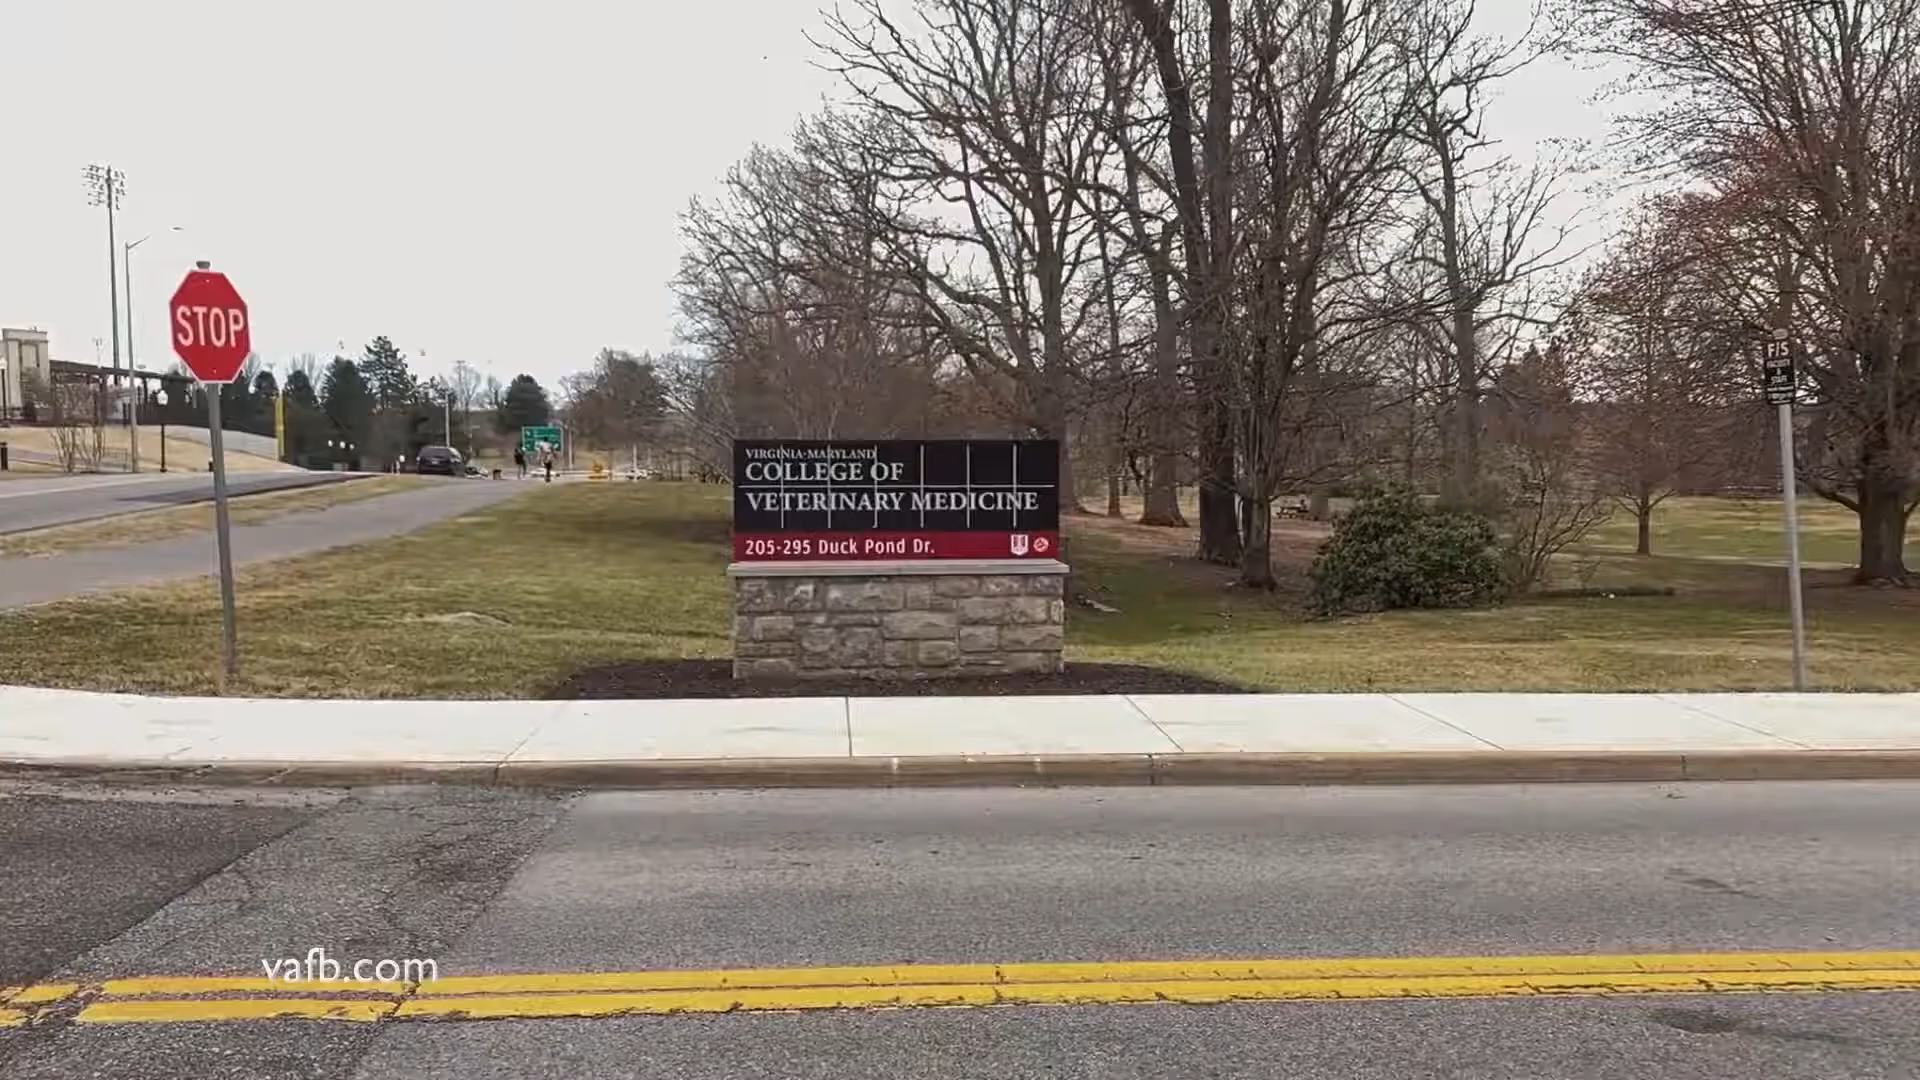 STOP
VIRGINIA-MARYLAND
COLLEGE OF
VETERINARY MEDICINE
205-295 Duck Pond Dr.
F/S
vafb.com